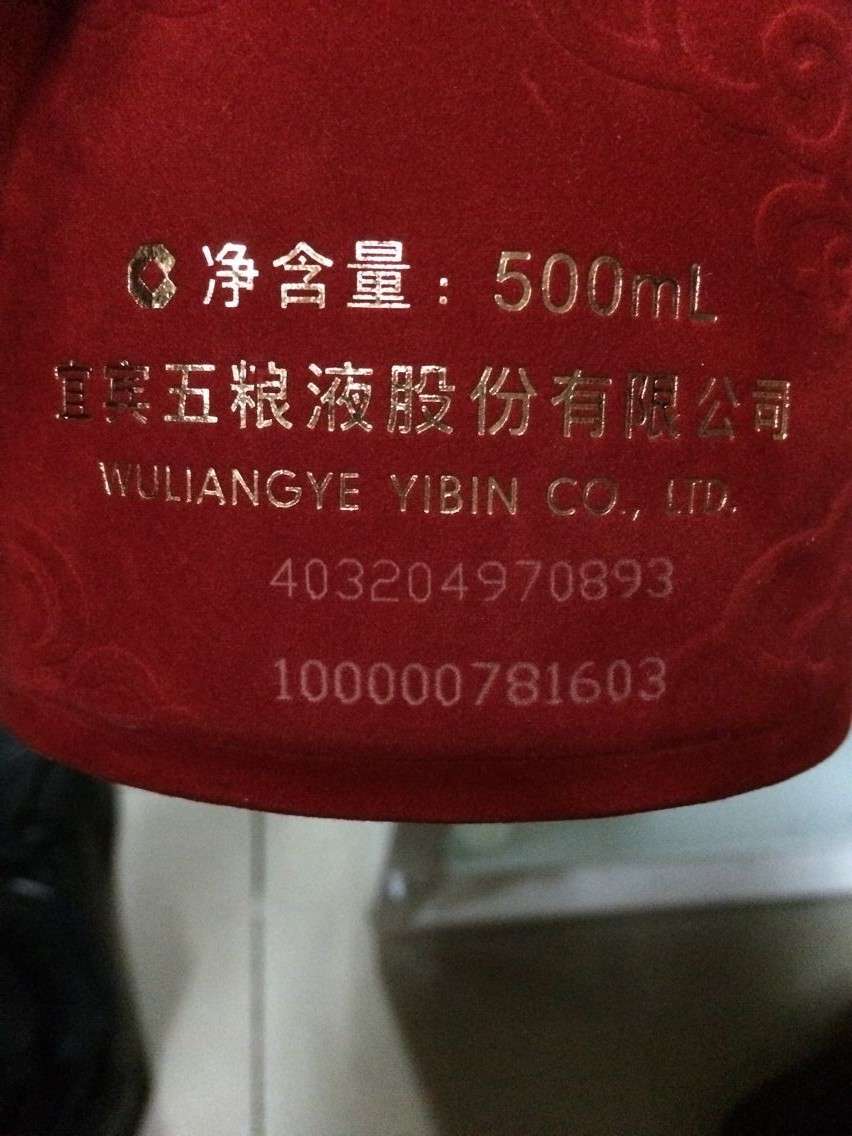 净含量：500mL
宜宾五粮液股份有限公司
WULIANGYE YIBIN CO., LTD.
403204970893
100000781603